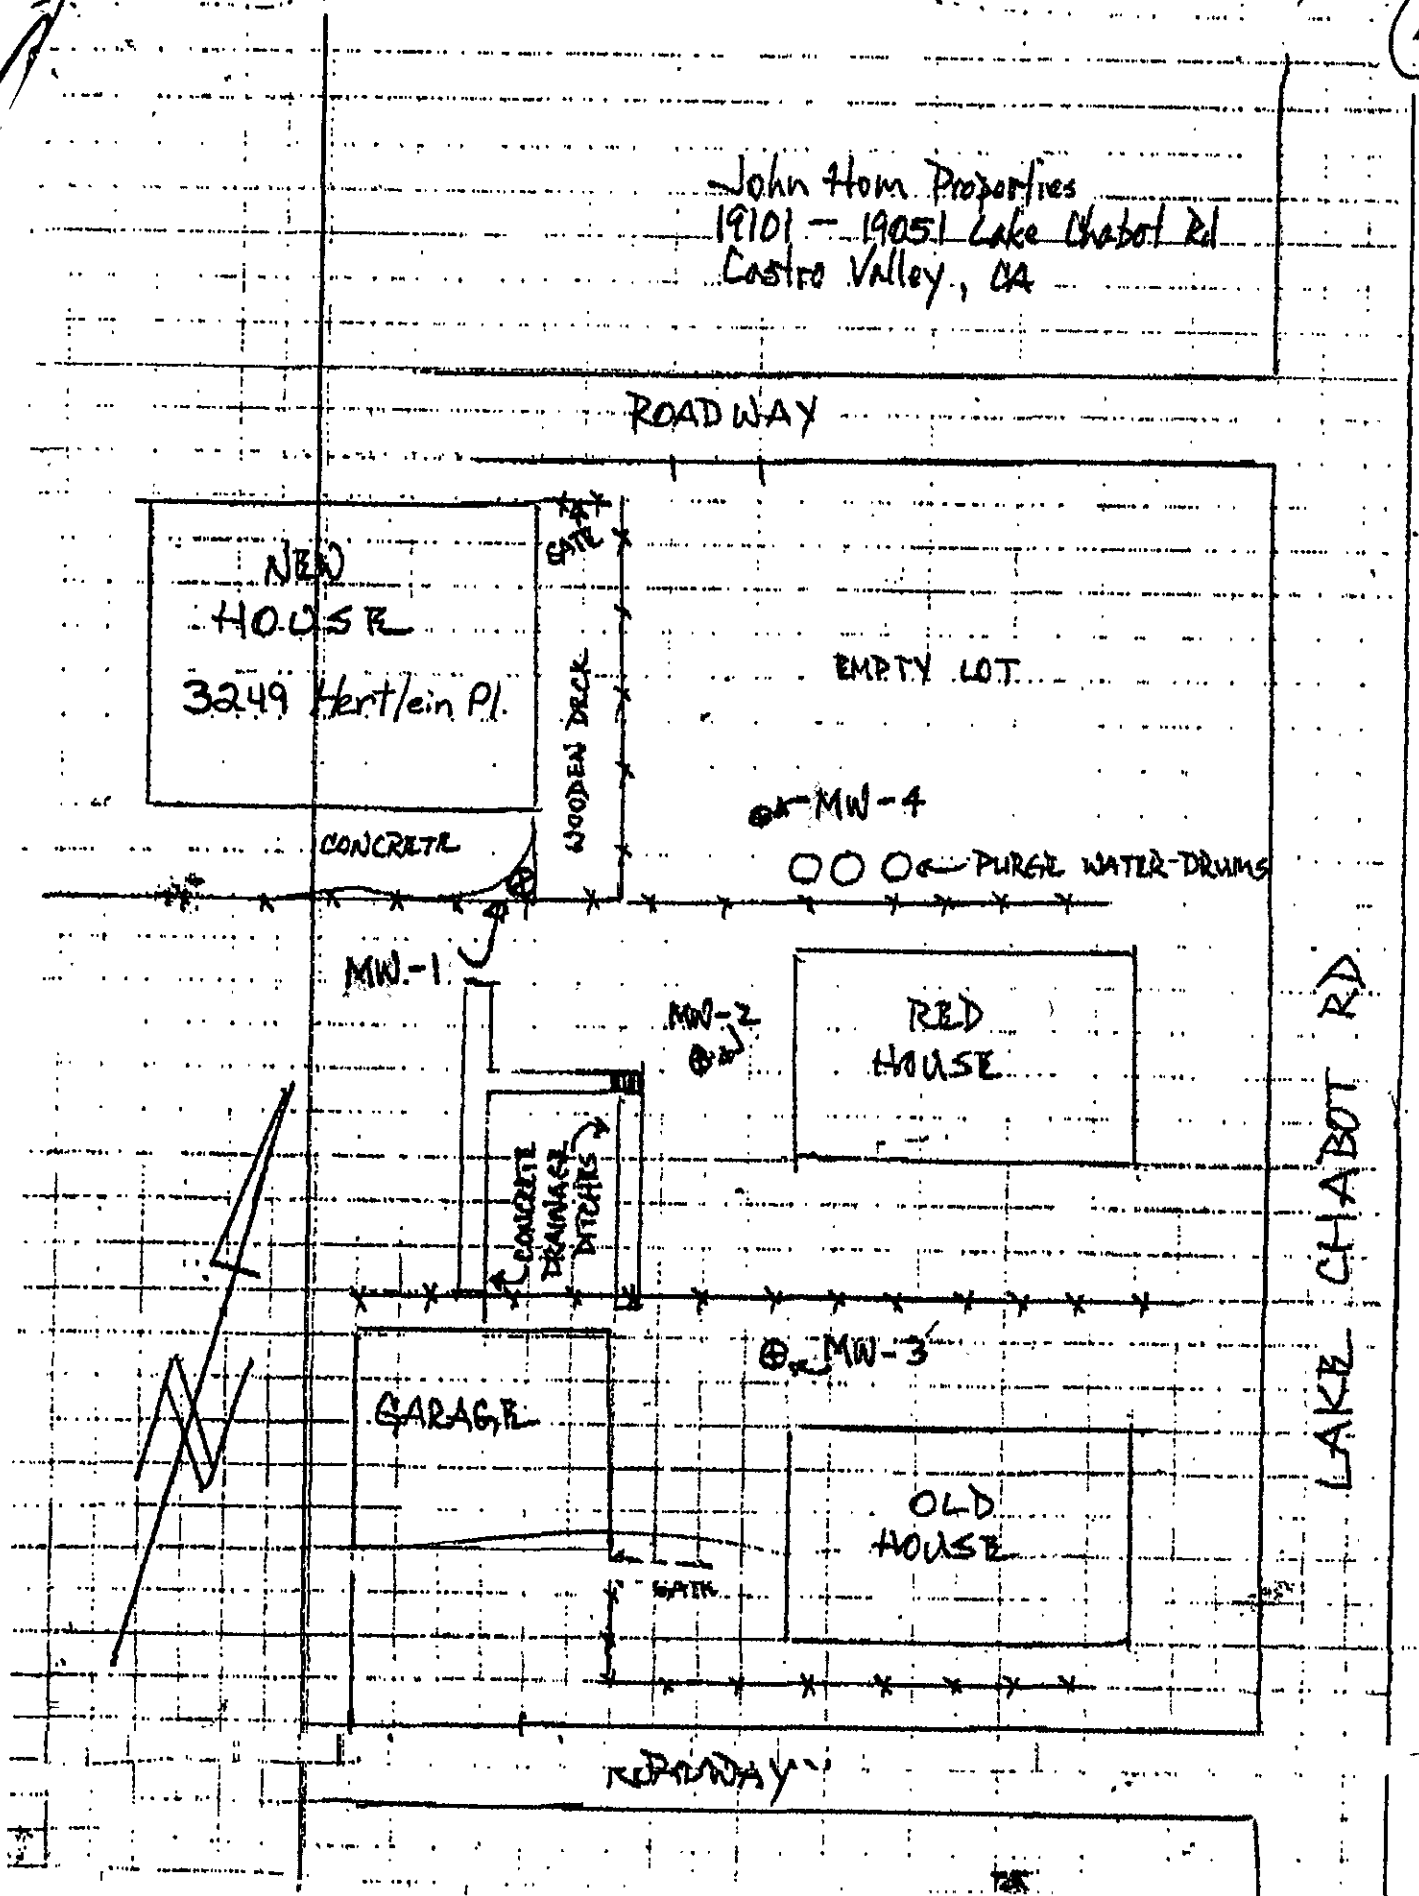 John Hom Properties
19101 - 19051 Lake Chabot Rd
Castro Valley, CA
ROADWAY
GATE
NEW
HOUSE
3249 Hertlein Pl.
WOODEN DECK
EMPTY LOT
MW-4
CONCRETE
PURGE WATER DRUMS
MW-1
MW-2
RED
HOUSE
CONCRETE
DRAINAGE
DITCHES
LAKE CHABOT RD
MW-3
N
GARAGE
OLD
HOUSE
GATE
ROADWAY